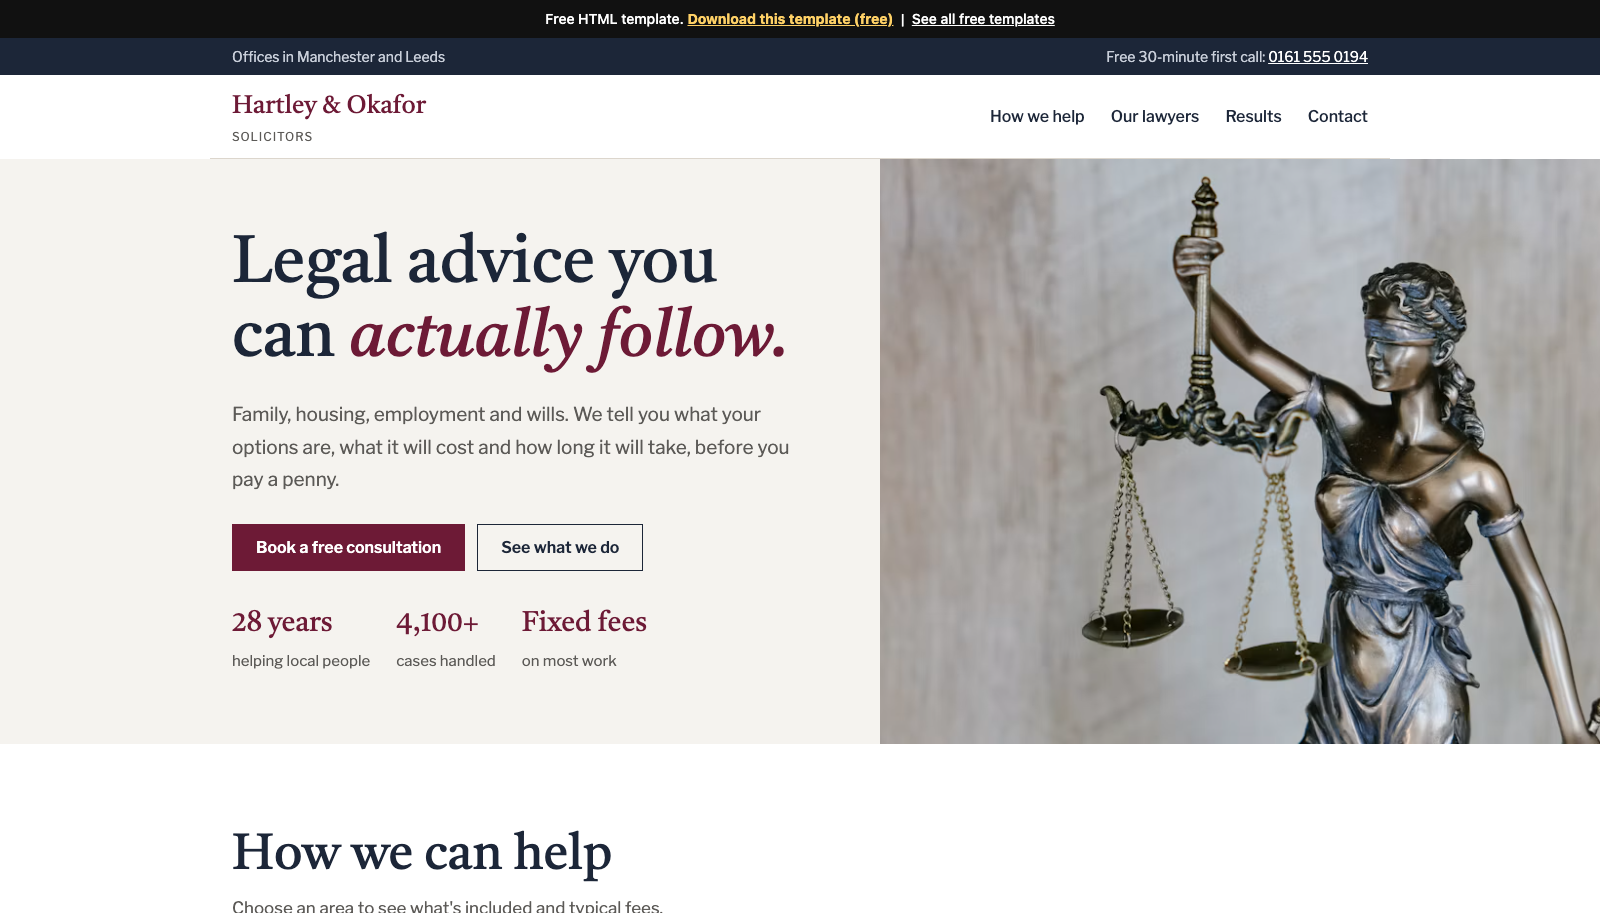 Free HTML template. Download this template (free) | See all free templates
Offices in Manchester and Leeds
Free 30-minute first call: 0161 555 0194
Hartley & Okafor
SOLICITORS
How we help
Our lawyers
Results
Contact
Legal advice you
can actually follow.
Family, housing, employment and wills. We tell you what your
options are, what it will cost and how long it will take, before you
pay a penny.
Book a free consultation
See what we do
28 years
helping local people
4,100+
cases handled
Fixed fees
on most work
How we can help
Choose an area to see what's included and typical fees.